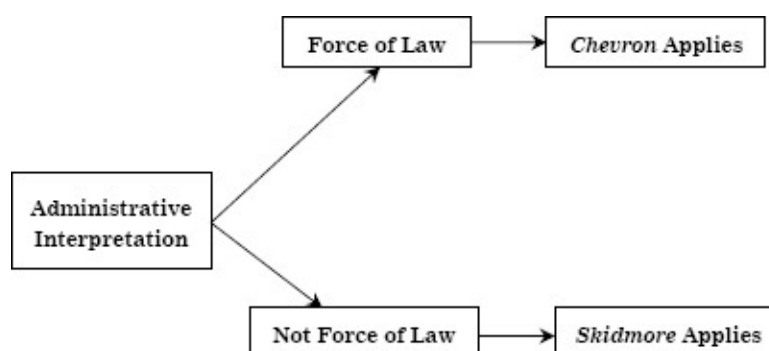 Force of Law
Chevron Applies
Administrative
Interpretation
Not Force of Law
Skidmore Applies